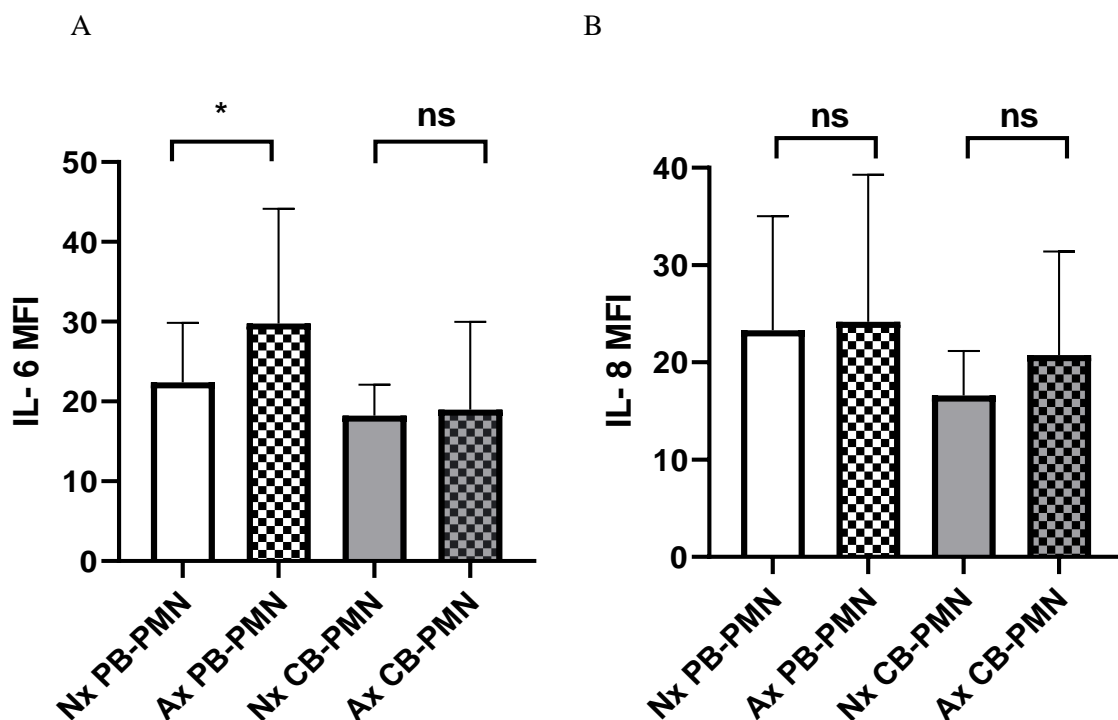 A
* ns
50
40
30
20
10
0
IL- 6 MFI
Nx PB-PMN
Ax PB-PMN
Nx CB-PMN
Ax CB-PMN
B
ns ns
40
30
20
10
0
IL- 8 MFI
Nx PB-PMN
Ax PB-PMN
Nx CB-PMN
Ax CB-PMN